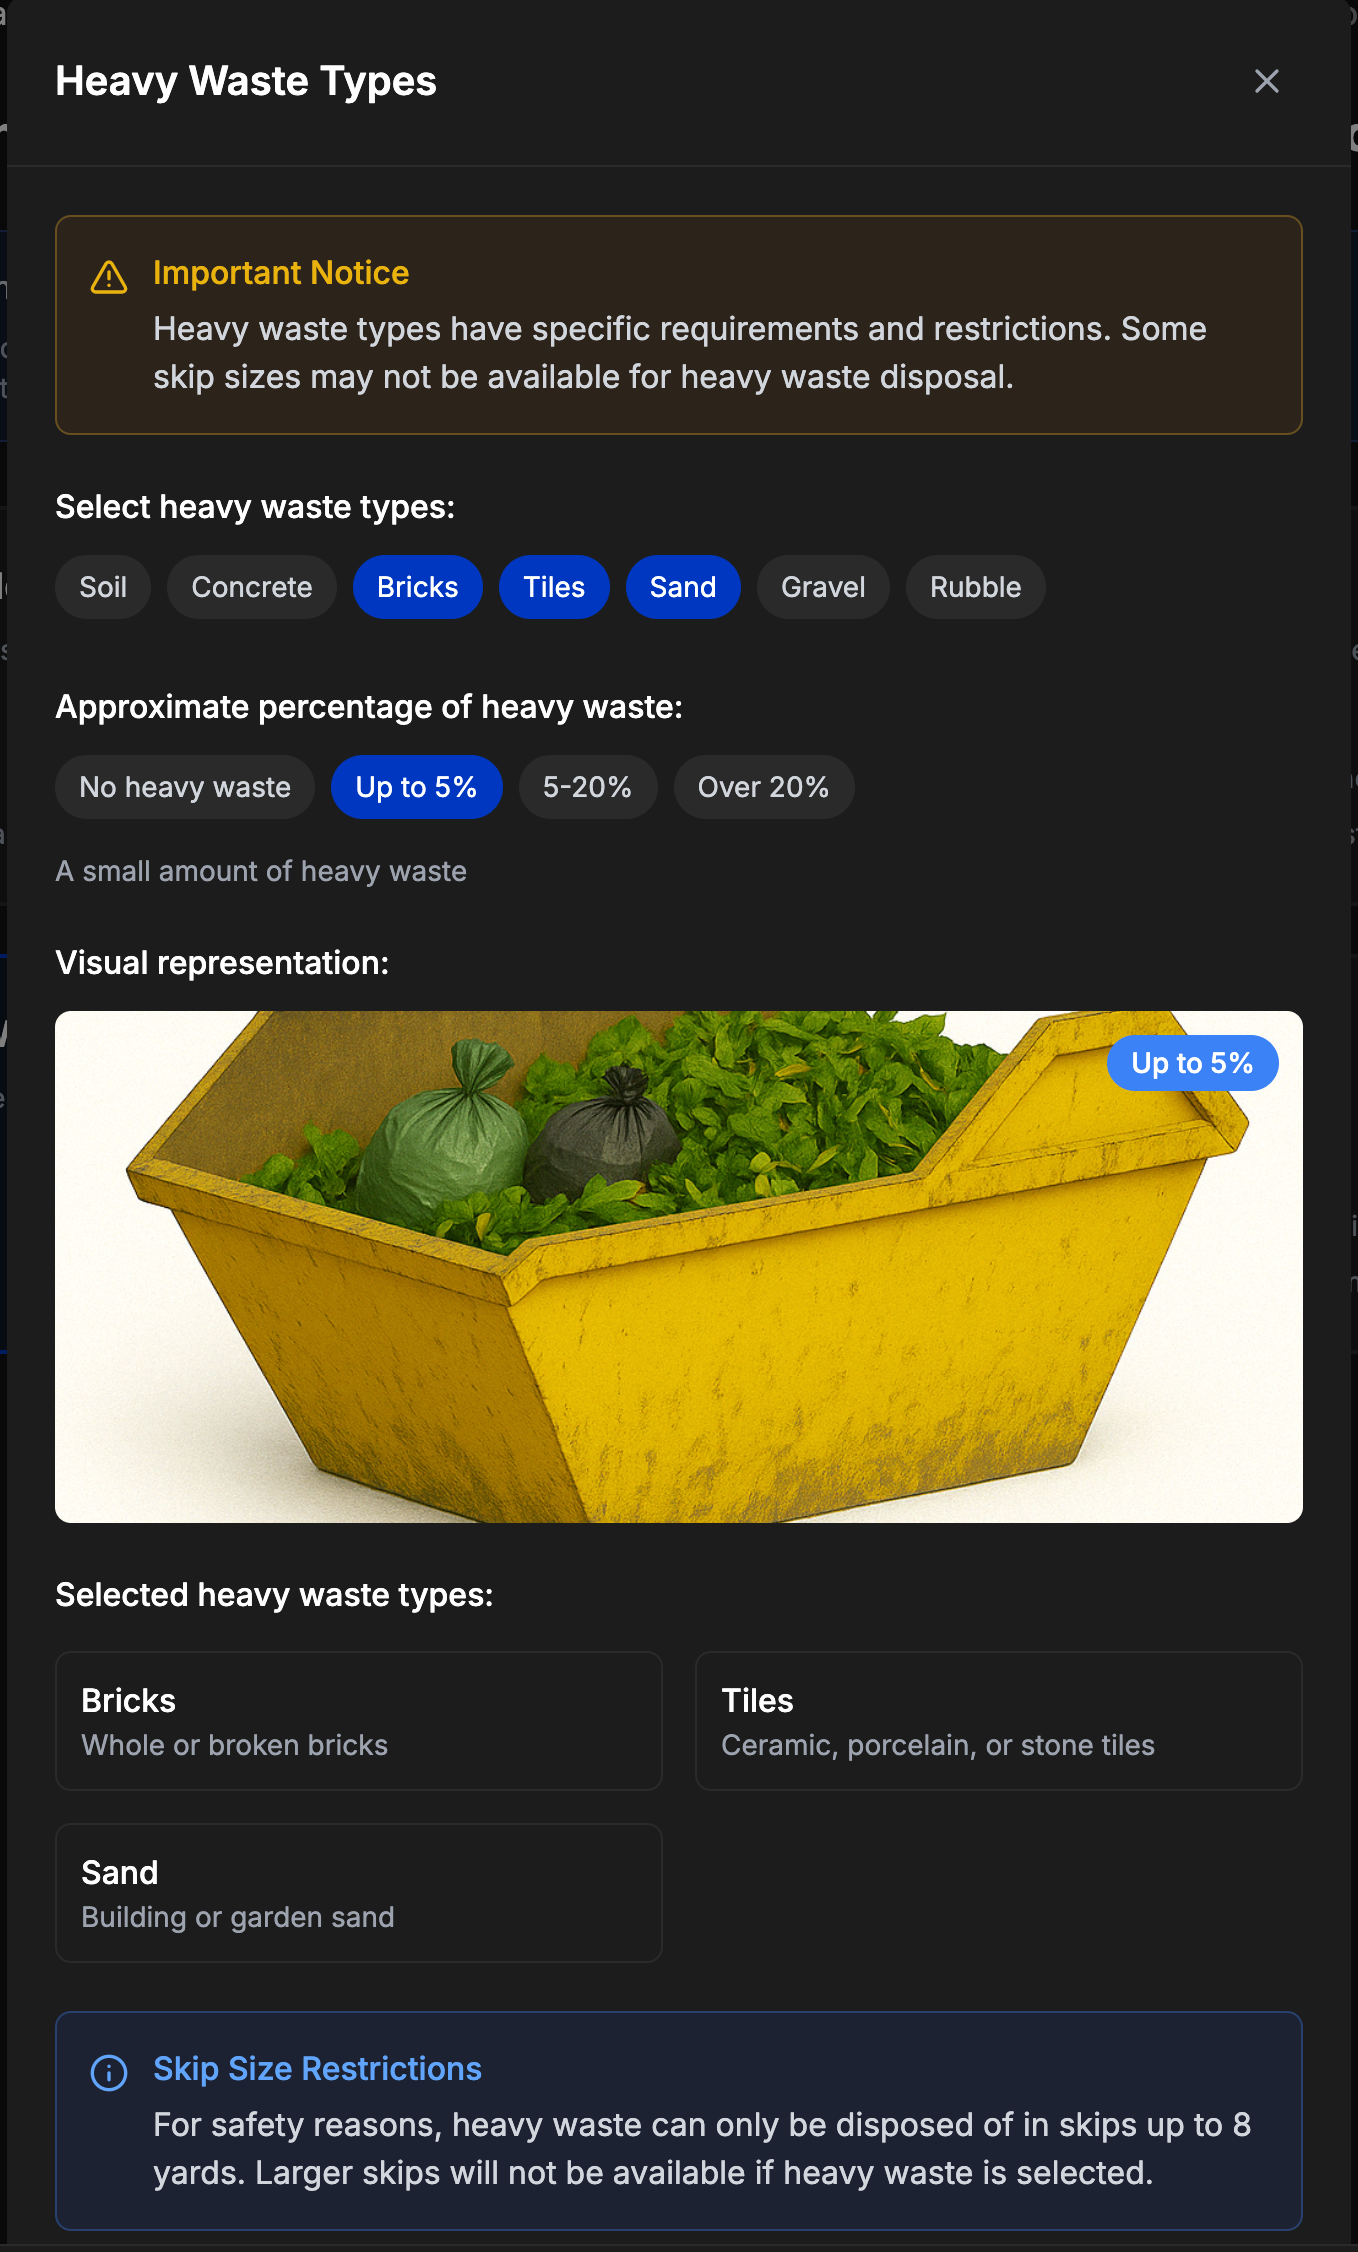 Heavy Waste Types
Important Notice
Heavy waste types have specific requirements and restrictions. Some
skip sizes may not be available for heavy waste disposal.
Select heavy waste types:
Soil Concrete Bricks Tiles Sand Gravel Rubble
Approximate percentage of heavy waste:
No heavy waste Up to 5% 5-20% Over 20%
A small amount of heavy waste
Visual representation:
Up to 5%
Selected heavy waste types:
Bricks
Whole or broken bricks
Tiles
Ceramic, porcelain, or stone tiles
Sand
Building or garden sand
Skip Size Restrictions
For safety reasons, heavy waste can only be disposed of in skips up to 8
yards. Larger skips will not be available if heavy waste is selected.